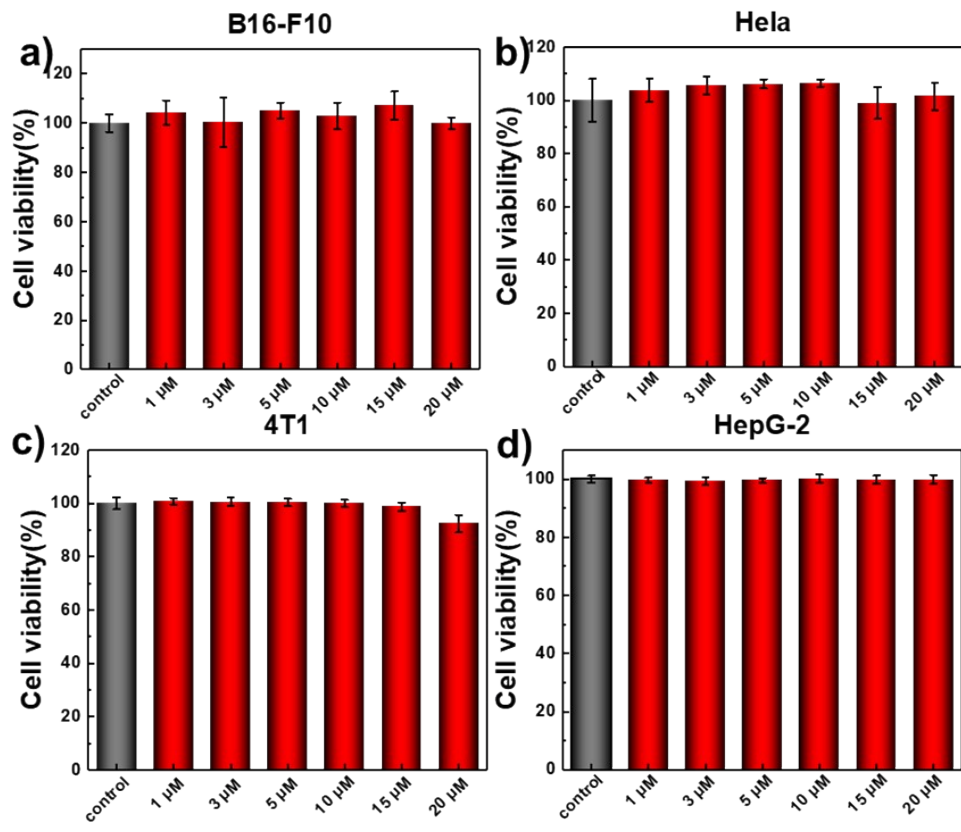 B16-F10
a)
Cell viability(%)
120
100
80
60
40
20
0
control
1 μM
3 μM
5 μM
10 μM
15 μM
20 μM
Hela
b)
Cell viability(%)
120
100
80
60
40
20
0
control
1 μM
3 μM
5 μM
10 μM
15 μM
20 μM
4T1
c)
Cell viability(%)
120
100
80
60
40
20
0
control
1 μM
3 μM
5 μM
10 μM
15 μM
20 μM
HepG-2
d)
Cell viability(%)
100
80
60
40
20
0
control
1 μM
3 μM
5 μM
10 μM
15 μM
20 μM